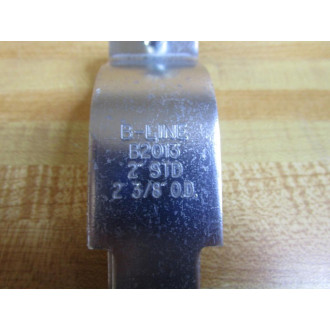 B-LINE
B2013
2" STD
2" 3/8" O.D.